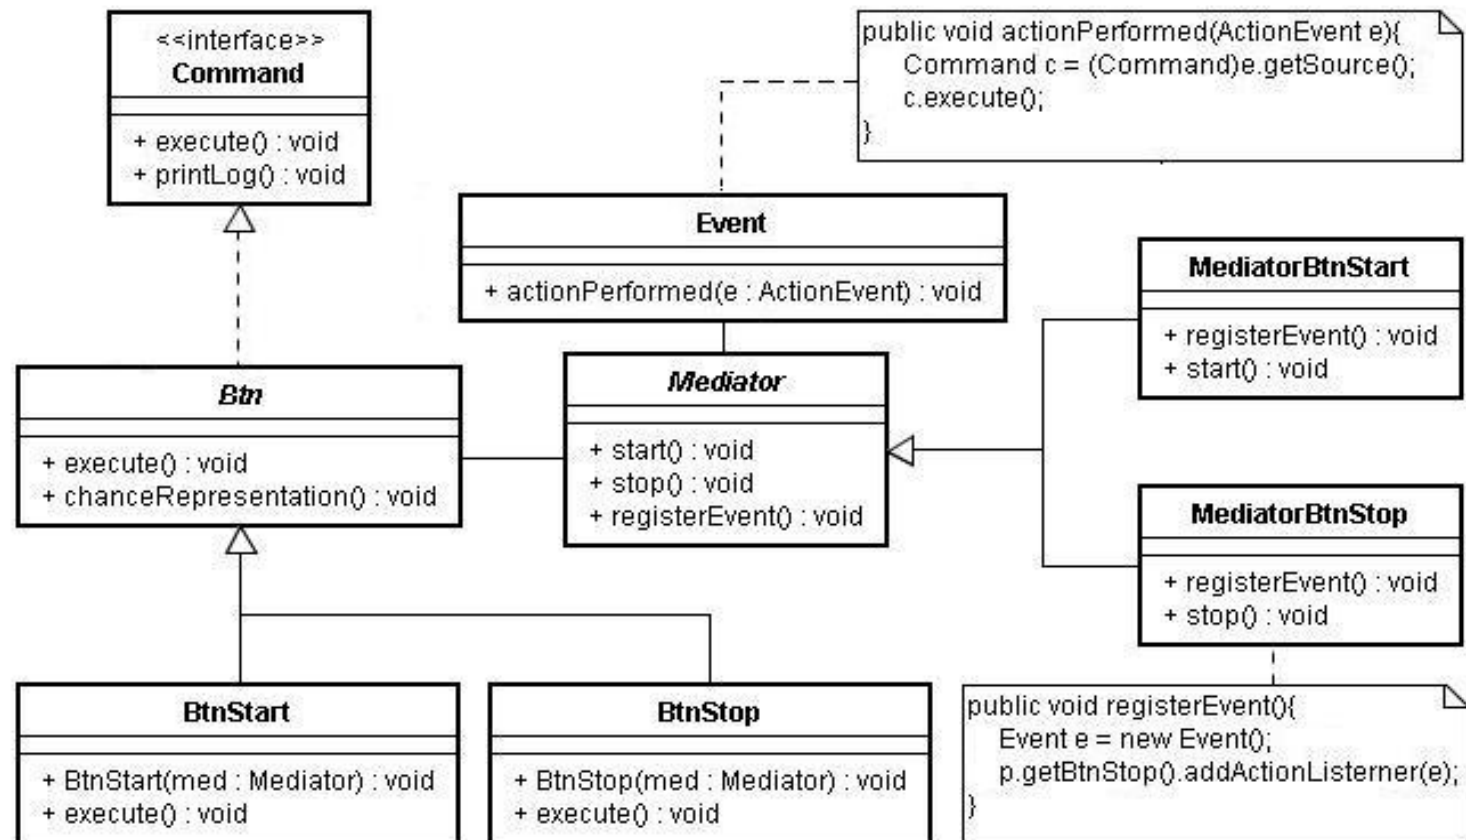 <<interface>>
Command
+ execute() : void
+ printLog() : void
public void actionPerformed(ActionEvent e){
Command c = (Command)e.getSource();
c.execute();
}
Event
+ actionPerformed(e : ActionEvent) : void
MediatorBtnStart
+ registerEvent() : void
+ start() : void
Btn
+ execute() : void
+ chanceRepresentation() : void
Mediator
+ start() : void
+ stop() : void
+ registerEvent() : void
MediatorBtnStop
+ registerEvent() : void
+ stop() : void
BtnStart
+ BtnStart(med : Mediator) : void
+ execute() : void
BtnStop
+ BtnStop(med : Mediator) : void
+ execute() : void
public void registerEvent(){
Event e = new Event();
p.getBtnStop().addActionListerner(e);
}